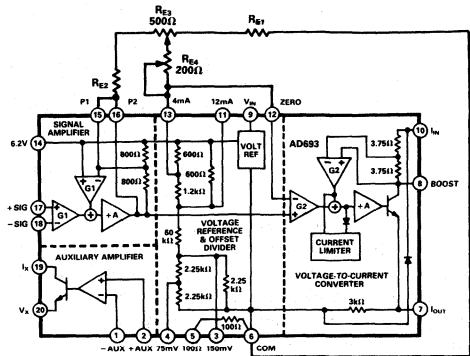 RE3
500Ω
RE1
RE4
200Ω
RE2
P1
P2
4mA
12mA
VIN
ZERO
15
16
13
11
9
12
SIGNAL
AMPLIFIER
AD693
10
IIN
6.2V
14
800Ω
600Ω
VOLT
REF
3.75Ω
G1
800Ω
600Ω
G2
3.75Ω
8
BOOST
1.2kΩ
+SIG
17
G1
+A
G2
+A
−SIG
18
60
kΩ
VOLTAGE
REFERENCE
& OFFSET
DIVIDER
CURRENT
LIMITER
AUXILIARY AMPLIFIER
2.25kΩ
VOLTAGE-TO-CURRENT
CONVERTER
IX
19
2.25
kΩ
2.25kΩ
3kΩ
VX
20
100Ω
7
IOUT
1
2
4
5
3
6
−AUX
+AUX
75mV
100Ω
150mV
COM